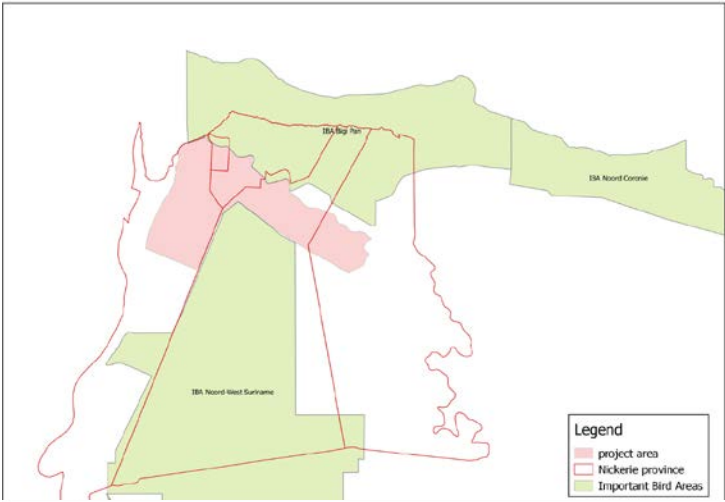 IBA Bigi Pan
IBA Noord-Coronie
IBA Noord-West Suriname
Legend
project area
Nickerie province
Important Bird Areas